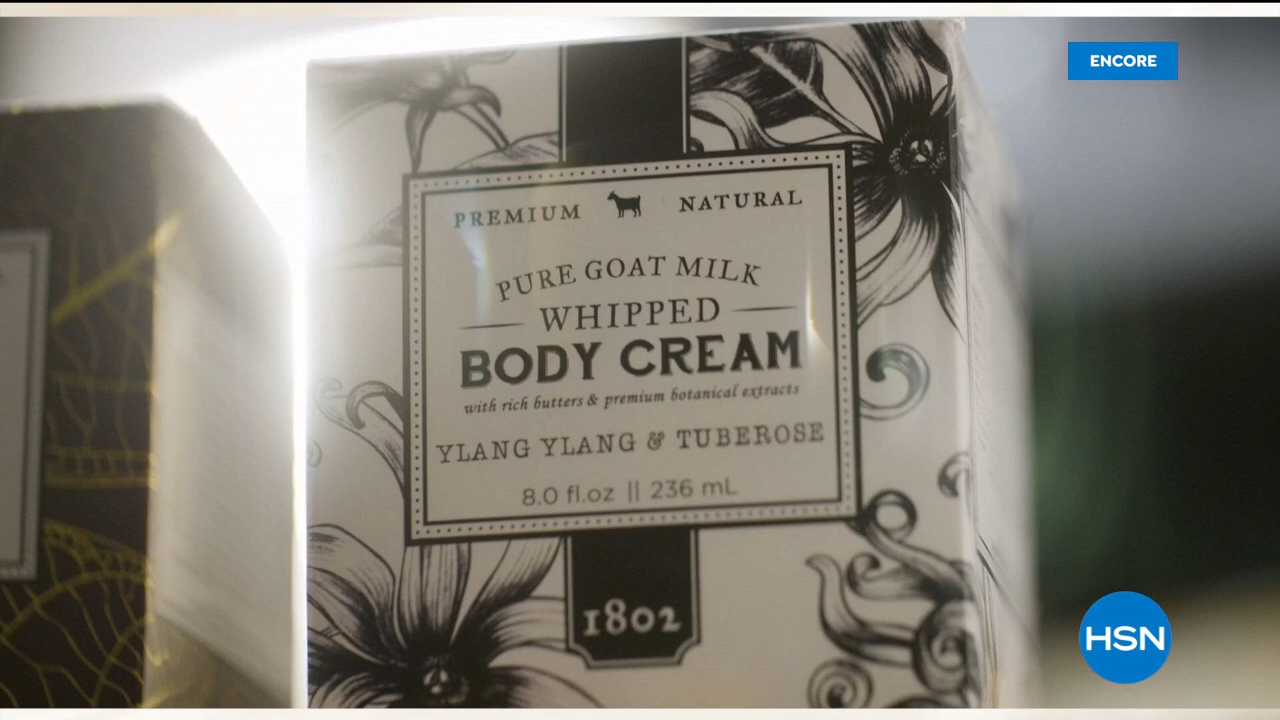 ENCORE
PREMIUM NATURAL
PURE GOAT MILK
WHIPPED
BODY CREAM
with rich butters & premium botanical extracts
YLANG YLANG & TUBEROSE
8.0 fl.oz || 236 mL
1802
HSN